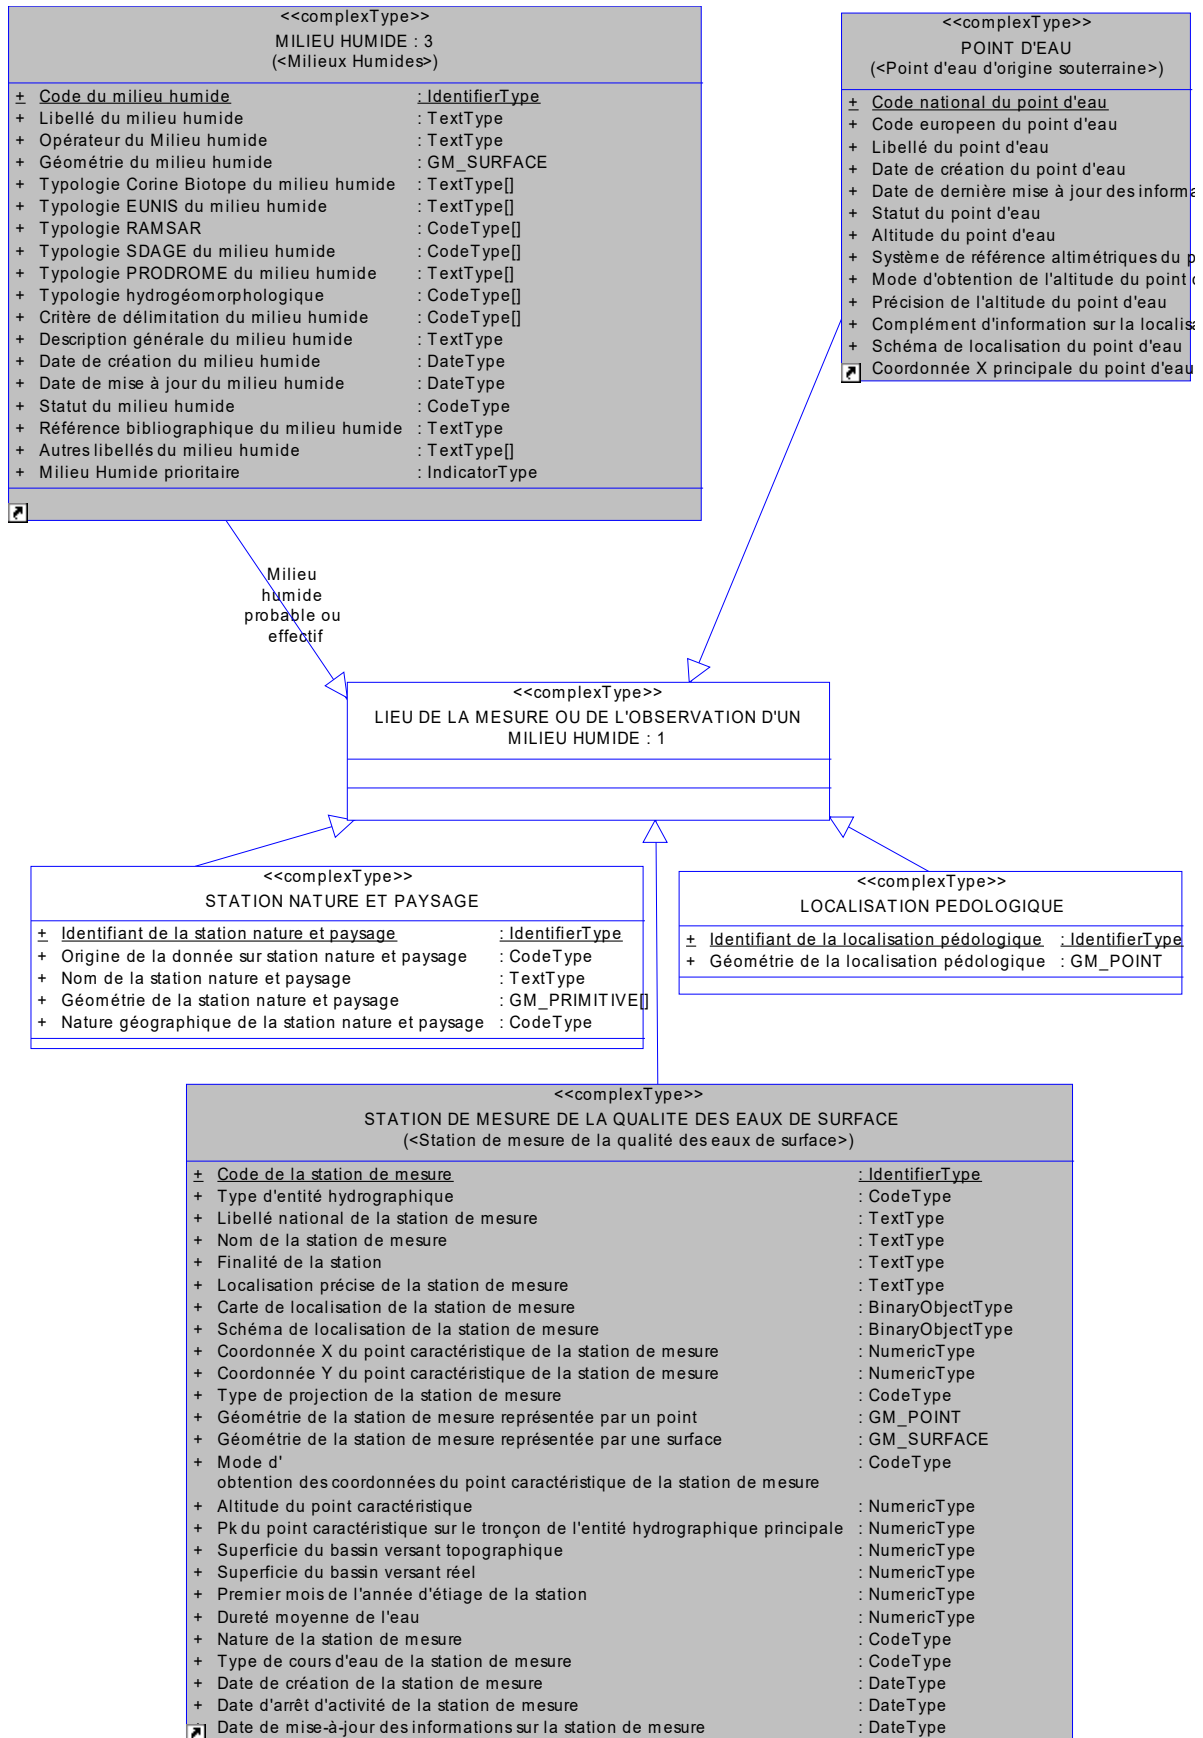 <<complexType>>
MILIEU HUMIDE : 3
(<Milieux Humides>)
+ Code du milieu humide : IdentifierType
+ Libellé du milieu humide : TextType
+ Opérateur du Milieu humide : TextType
+ Géométrie du milieu humide : GM_SURFACE
+ Typologie Corine Biotope du milieu humide : TextType[]
+ Typologie EUNIS du milieu humide : TextType[]
+ Typologie RAMSAR : CodeType[]
+ Typologie SDAGE du milieu humide : CodeType[]
+ Typologie PRODROME du milieu humide : TextType[]
+ Typologie hydrogéomorphologique : CodeType[]
+ Critère de délimitation du milieu humide : CodeType[]
+ Description générale du milieu humide : TextType
+ Date de création du milieu humide : DateType
+ Date de mise à jour du milieu humide : DateType
+ Statut du milieu humide : CodeType
+ Référence bibliographique du milieu humide : TextType
+ Autres libellés du milieu humide : TextType[]
+ Milieu Humide prioritaire : IndicatorType
<<complexType>>
POINT D'EAU
(<Point d'eau d'origine souterraine>)
+ Code national du point d'eau
+ Code europeen du point d'eau
+ Libellé du point d'eau
+ Date de création du point d'eau
+ Date de dernière mise à jour des informa
+ Statut du point d'eau
+ Altitude du point d'eau
+ Système de référence altimétriques du p
+ Mode d'obtention de l'altitude du point d
+ Précision de l'altitude du point d'eau
+ Complément d'information sur la localisa
+ Schéma de localisation du point d'eau
Coordonnée X principale du point d'eau
Milieu
humide
probable ou
effectif
<<complexType>>
LIEU DE LA MESURE OU DE L'OBSERVATION D'UN
MILIEU HUMIDE : 1
<<complexType>>
STATION NATURE ET PAYSAGE
+ Identifiant de la station nature et paysage : IdentifierType
+ Origine de la donnée sur station nature et paysage : CodeType
+ Nom de la station nature et paysage : TextType
+ Géométrie de la station nature et paysage : GM_PRIMITIVE[]
+ Nature géographique de la station nature et paysage : CodeType
<<complexType>>
LOCALISATION PEDOLOGIQUE
+ Identifiant de la localisation pédologique : IdentifierType
+ Géométrie de la localisation pédologique : GM_POINT
<<complexType>>
STATION DE MESURE DE LA QUALITE DES EAUX DE SURFACE
(<Station de mesure de la qualité des eaux de surface>)
+ Code de la station de mesure : IdentifierType
+ Type d'entité hydrographique : CodeType
+ Libellé national de la station de mesure : TextType
+ Nom de la station de mesure : TextType
+ Finalité de la station : TextType
+ Localisation précise de la station de mesure : TextType
+ Carte de localisation de la station de mesure : BinaryObjectType
+ Schéma de localisation de la station de mesure : BinaryObjectType
+ Coordonnée X du point caractéristique de la station de mesure : NumericType
+ Coordonnée Y du point caractéristique de la station de mesure : NumericType
+ Type de projection de la station de mesure : CodeType
+ Géométrie de la station de mesure représentée par un point : GM_POINT
+ Géométrie de la station de mesure représentée par une surface : GM_SURFACE
+ Mode d' : CodeType
obtention des coordonnées du point caractéristique de la station de mesure
+ Altitude du point caractéristique : NumericType
+ Pk du point caractéristique sur le tronçon de l'entité hydrographique principale : NumericType
+ Superficie du bassin versant topographique : NumericType
+ Superficie du bassin versant réel : NumericType
+ Premier mois de l'année d'étiage de la station : NumericType
+ Dureté moyenne de l'eau : NumericType
+ Nature de la station de mesure : CodeType
+ Type de cours d'eau de la station de mesure : CodeType
+ Date de création de la station de mesure : DateType
+ Date d'arrêt d'activité de la station de mesure : DateType
+ Date de mise-à-jour des informations sur la station de mesure : DateType